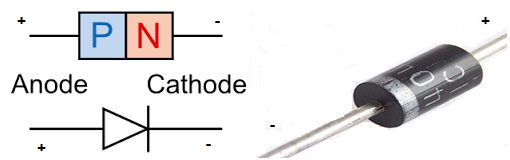 + P N -
+
Anode Cathode
-
+ -